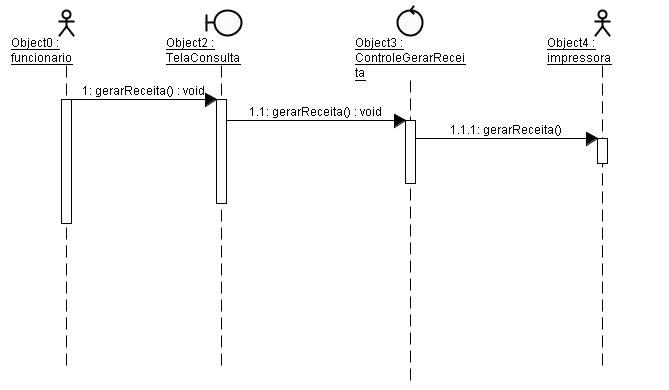 Object0 :
funcionario
Object2 :
TelaConsulta
Object3 :
ControleGerarRecei
ta
Object4 :
impressora
1: gerarReceita() : void
1.1: gerarReceita() : void
1.1.1: gerarReceita()